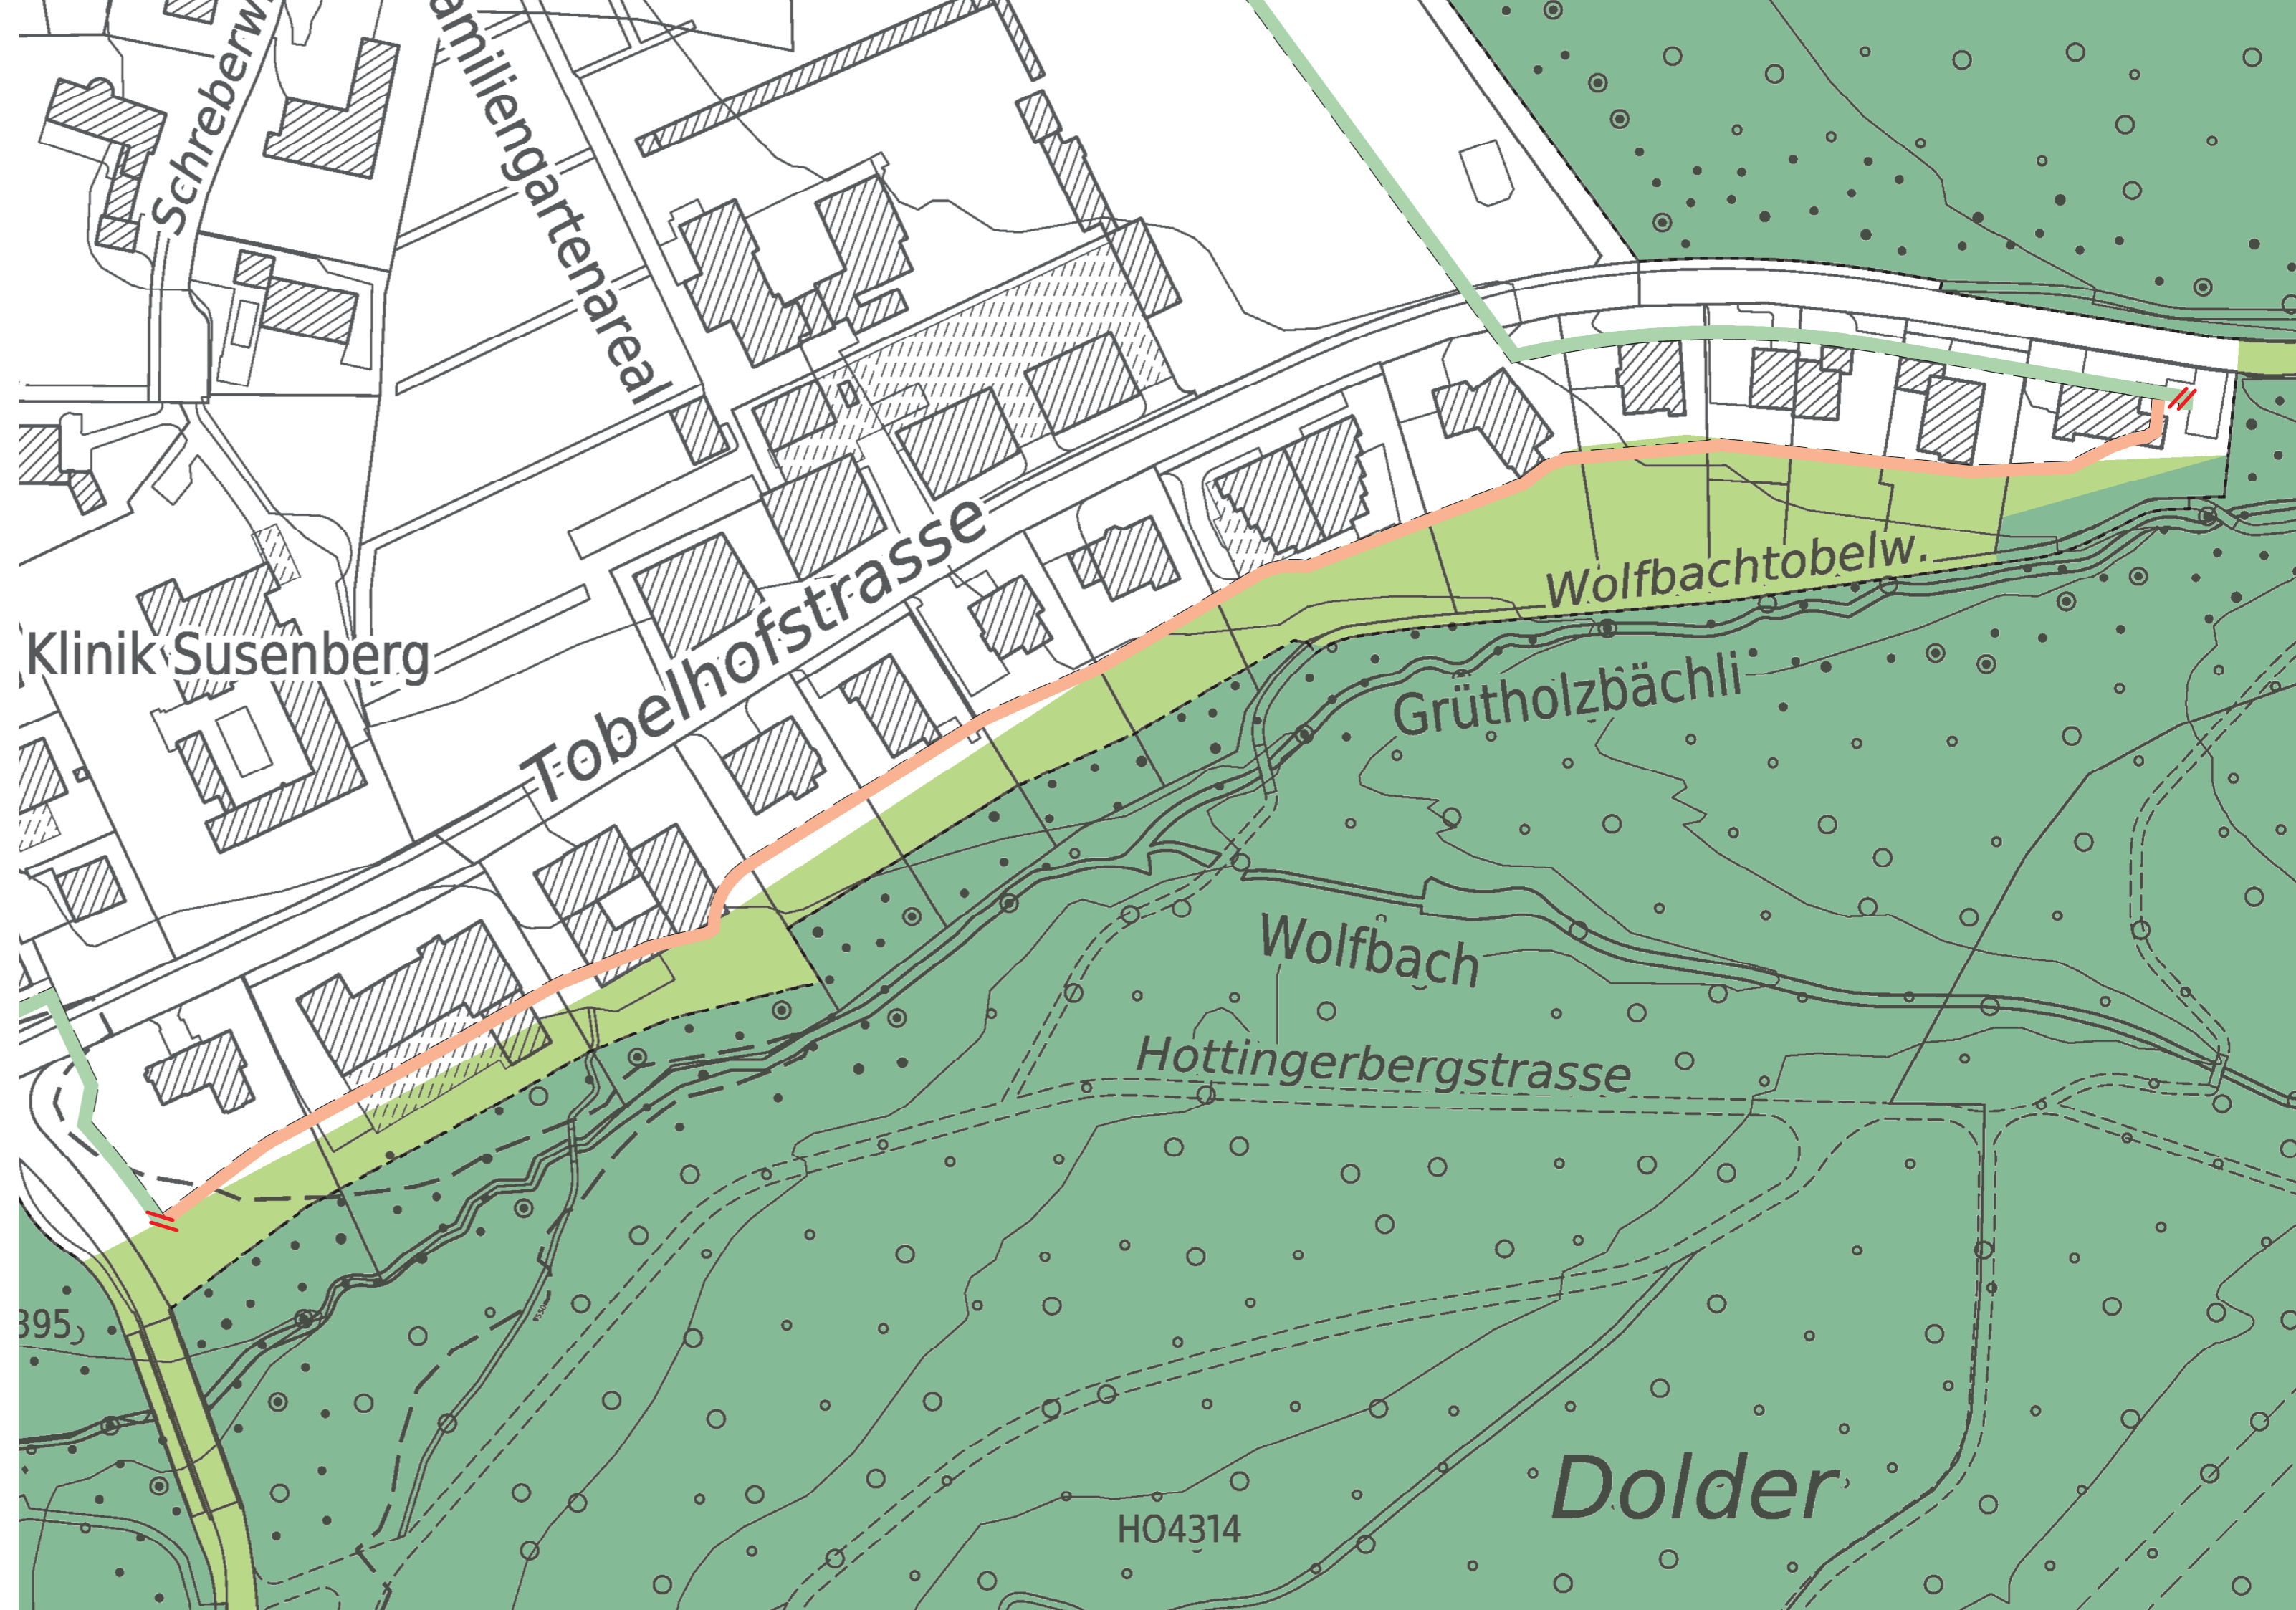 Schreberw
amiliengartenareal
Klinik Susenberg
Tobelhofstrasse
Wolfbachtobelw.
Grütholzbächli
Wolfbach
Hottingerbergstrasse
395
Dolder
HO4314